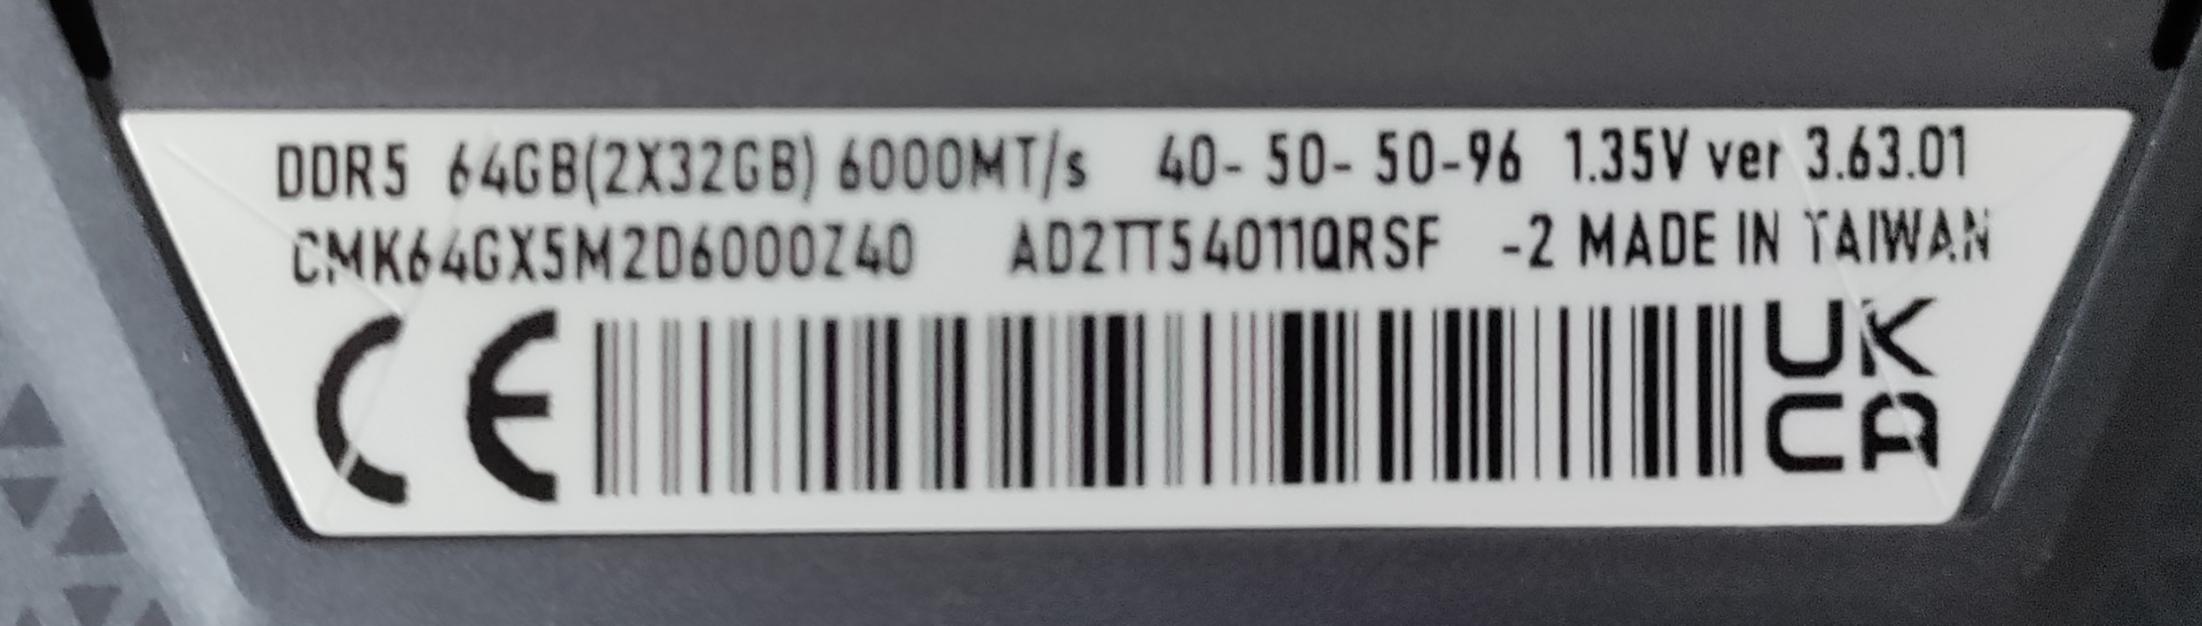 DDR5 64GB(2X32GB) 6000MT/s 40- 50- 50-96 1.35V ver 3.63.01
CMK64GX5M2D6000Z40 AD2TT54011QRSF -2 MADE IN TAIWAN
CE
UK
CA